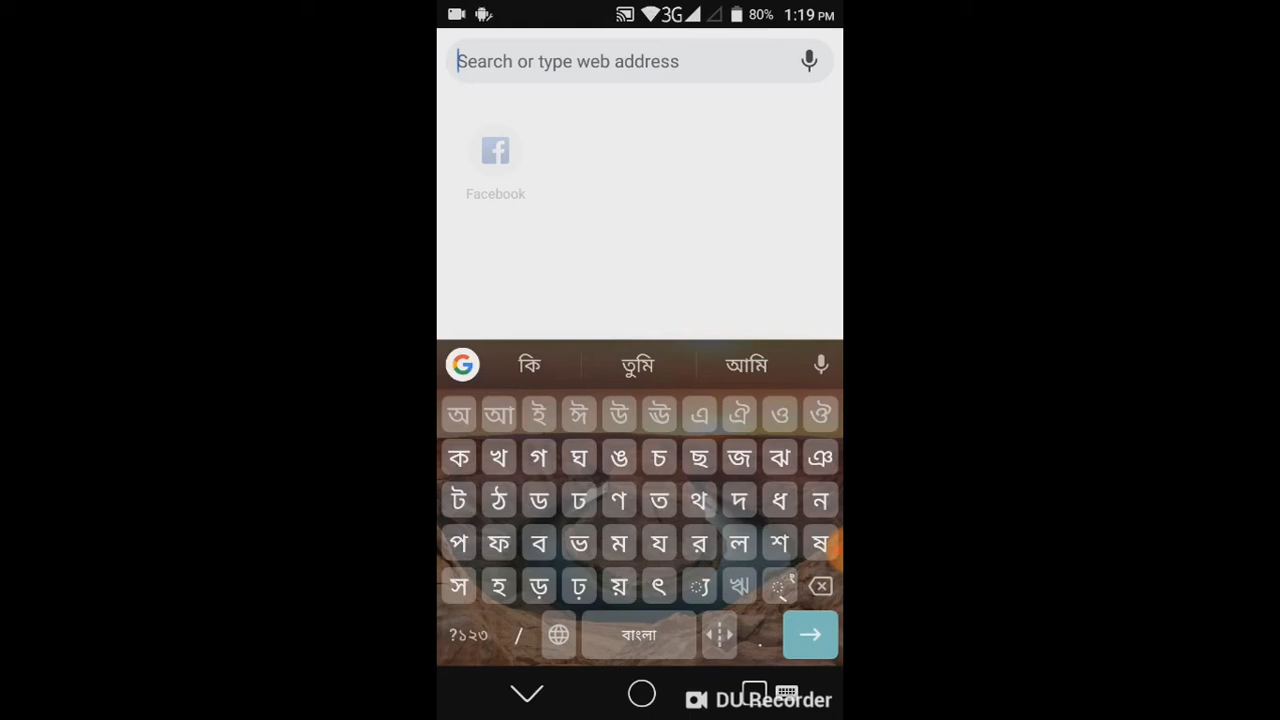 3G 80% 1:19 PM
Search or type web address
Facebook
কি তুমি আমি
অ আ ই ঈ উ ঊ এ ঐ ও ঔ
ক খ গ ঘ ঙ চ ছ জ ঝ ঞ
ট ঠ ড ঢ ণ ত থ দ ধ ন
প ফ ব ভ ম য র ল শ ষ
স হ ড় ঢ় য় ৎ ্য ঋ ্
?১২৩ / বাংলা .
DU Recorder